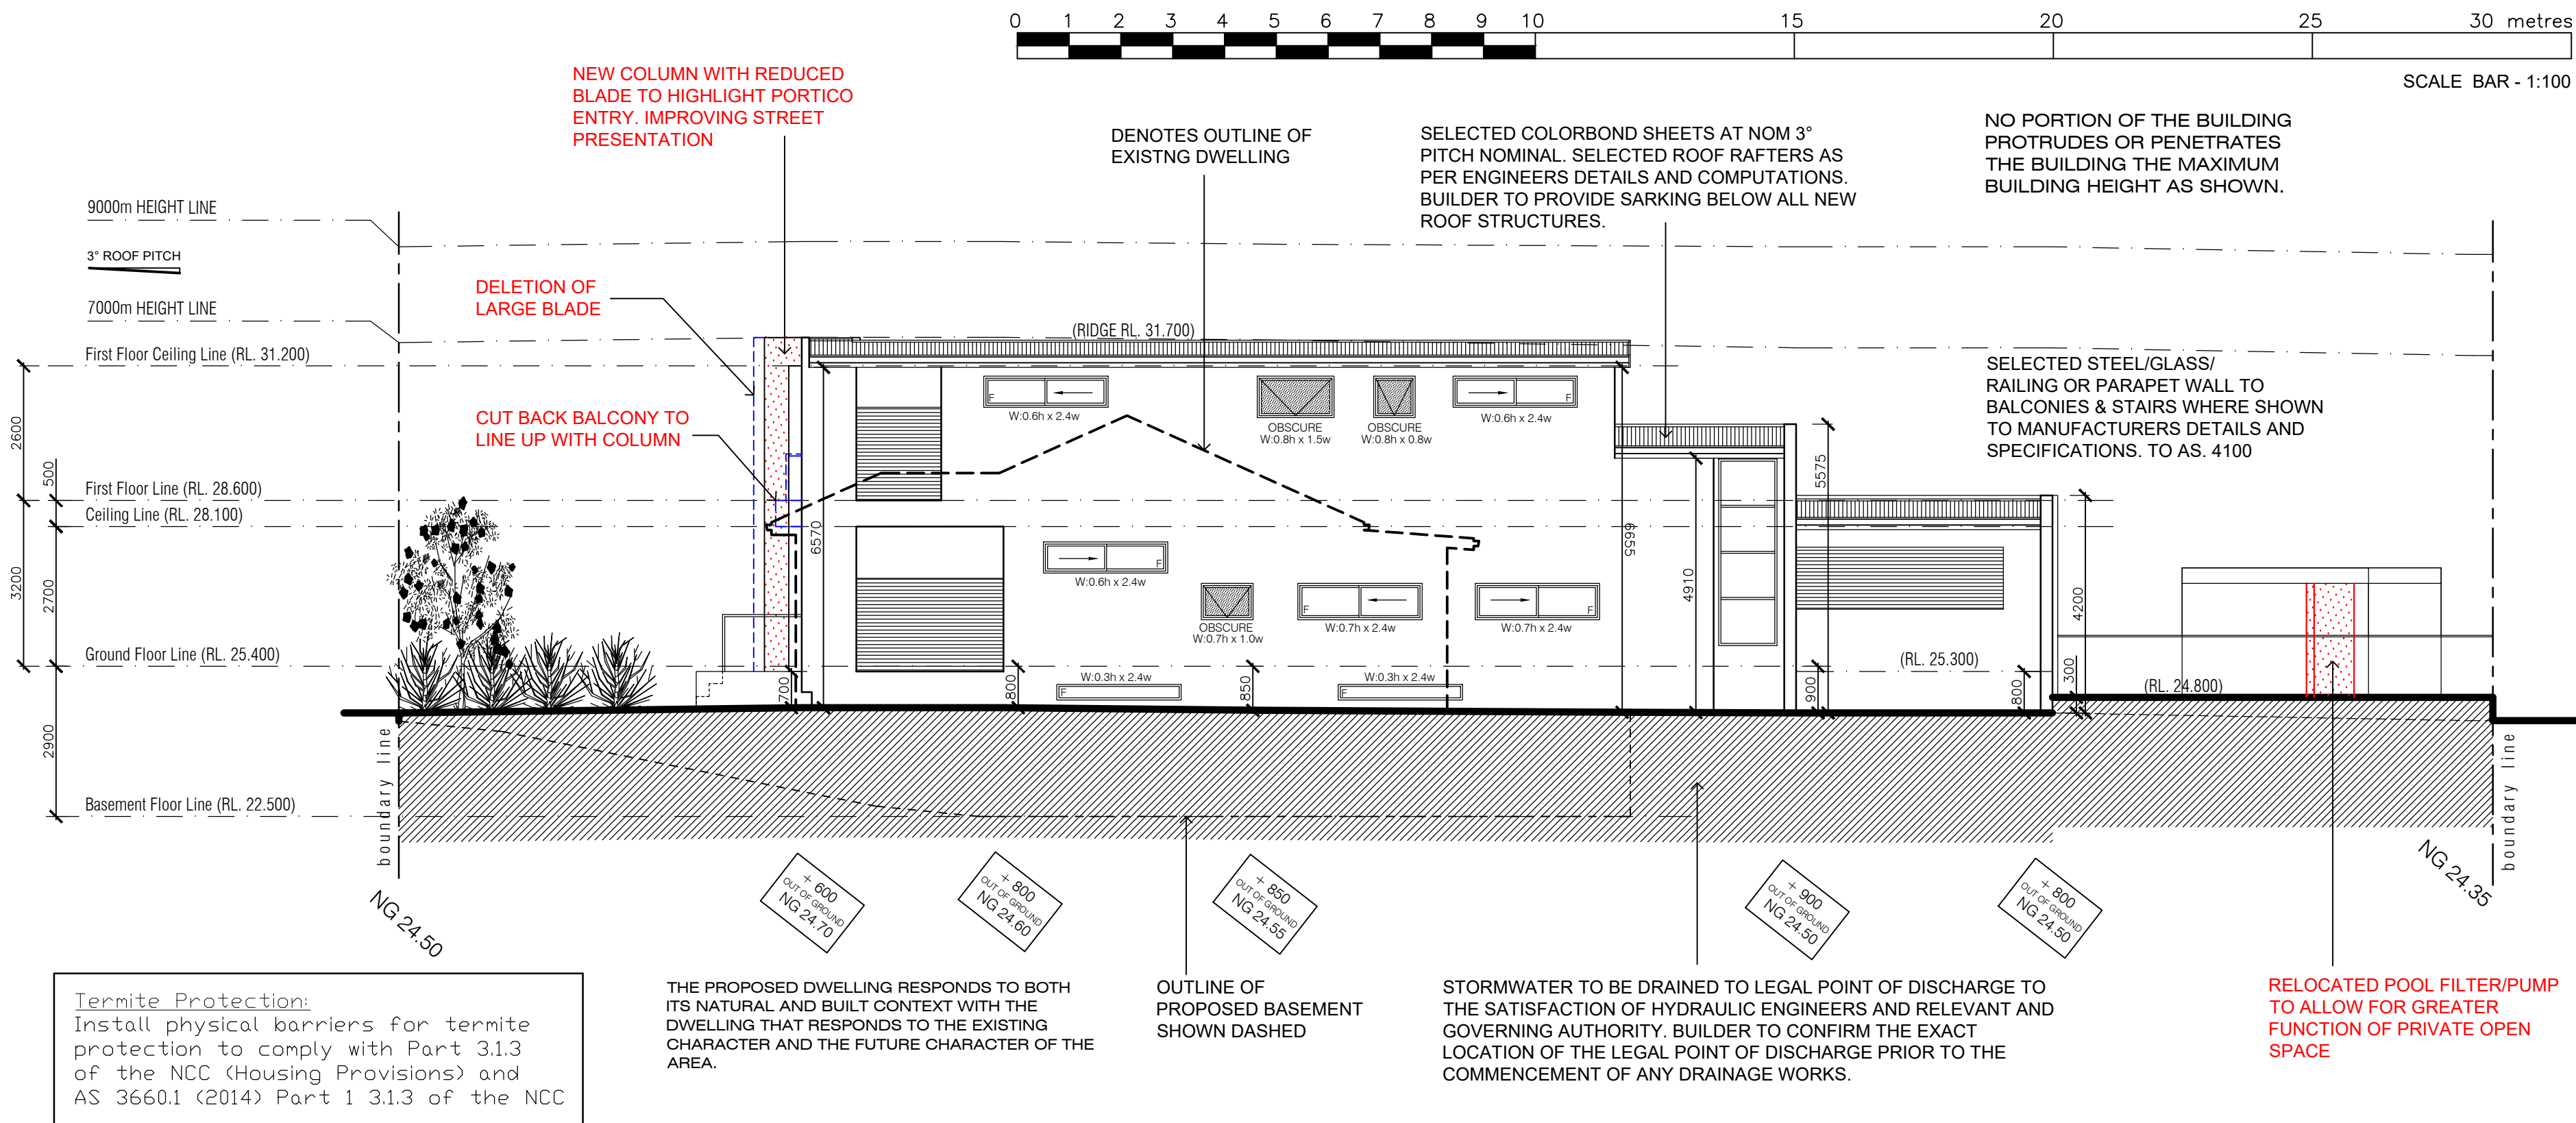 0 1 2 3 4 5 6 7 8 9 10 15 20 25 30 metres
SCALE BAR - 1:100
NEW COLUMN WITH REDUCED
BLADE TO HIGHLIGHT PORTICO
ENTRY. IMPROVING STREET
PRESENTATION
DENOTES OUTLINE OF
EXISTNG DWELLING
SELECTED COLORBOND SHEETS AT NOM 3°
PITCH NOMINAL. SELECTED ROOF RAFTERS AS
PER ENGINEERS DETAILS AND COMPUTATIONS.
BUILDER TO PROVIDE SARKING BELOW ALL NEW
ROOF STRUCTURES.
NO PORTION OF THE BUILDING
PROTRUDES OR PENETRATES
THE BUILDING THE MAXIMUM
BUILDING HEIGHT AS SHOWN.
9000m HEIGHT LINE
3° ROOF PITCH
7000m HEIGHT LINE
DELETION OF
LARGE BLADE
CUT BACK BALCONY TO
LINE UP WITH COLUMN
(RIDGE RL. 31.700)
First Floor Ceiling Line (RL. 31.200)
First Floor Line (RL. 28.600)
Ceiling Line (RL. 28.100)
Ground Floor Line (RL. 25.400)
Basement Floor Line (RL. 22.500)
2600
500
3200
2700
2900
SELECTED STEEL/GLASS/
RAILING OR PARAPET WALL TO
BALCONIES & STAIRS WHERE SHOWN
TO MANUFACTURERS DETAILS AND
SPECIFICATIONS. TO AS. 4100
F
W:0.6h x 2.4w
OBSCURE
W:0.8h x 1.5w
OBSCURE
W:0.8h x 0.8w
F
W:0.6h x 2.4w
F
W:0.6h x 2.4w
OBSCURE
W:0.7h x 1.0w
F
W:0.7h x 2.4w
F
W:0.7h x 2.4w
W:0.3h x 2.4w
F
W:0.3h x 2.4w
F
6570
6655
4910
5575
4200
300
700
800
850
900
800
(RL. 25.300)
(RL. 24.800)
boundary line
boundary line
NG 24.50
+ 600
OUT OF GROUND
NG 24.70
+ 800
OUT OF GROUND
NG 24.60
+ 850
OUT OF GROUND
NG 24.55
+ 900
OUT OF GROUND
NG 24.50
+ 800
OUT OF GROUND
NG 24.50
NG 24.35
Termite Protection:
Install physical barriers for termite
protection to comply with Part 3.1.3
of the NCC (Housing Provisions) and
AS 3660.1 (2014) Part 1 3.1.3 of the NCC
THE PROPOSED DWELLING RESPONDS TO BOTH
ITS NATURAL AND BUILT CONTEXT WITH THE
DWELLING THAT RESPONDS TO THE EXISTING
CHARACTER AND THE FUTURE CHARACTER OF THE
AREA.
OUTLINE OF
PROPOSED BASEMENT
SHOWN DASHED
STORMWATER TO BE DRAINED TO LEGAL POINT OF DISCHARGE TO
THE SATISFACTION OF HYDRAULIC ENGINEERS AND RELEVANT AND
GOVERNING AUTHORITY. BUILDER TO CONFIRM THE EXACT
LOCATION OF THE LEGAL POINT OF DISCHARGE PRIOR TO THE
COMMENCEMENT OF ANY DRAINAGE WORKS.
RELOCATED POOL FILTER/PUMP
TO ALLOW FOR GREATER
FUNCTION OF PRIVATE OPEN
SPACE